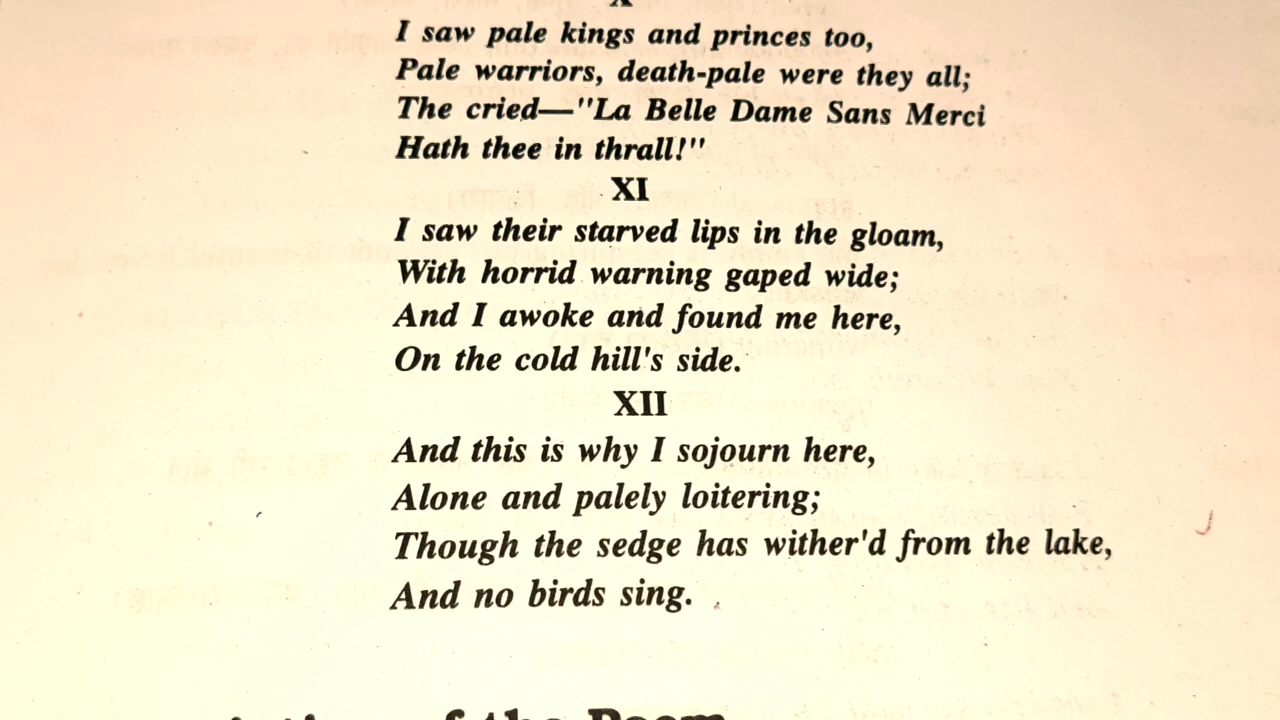 X
I saw pale kings and princes too,
Pale warriors, death-pale were they all;
The cried—"La Belle Dame Sans Merci
Hath thee in thrall!"
XI
I saw their starved lips in the gloam,
With horrid warning gaped wide;
And I awoke and found me here,
On the cold hill's side.
XII
And this is why I sojourn here,
Alone and palely loitering;
Though the sedge has wither'd from the lake,
And no birds sing.
of the Poem